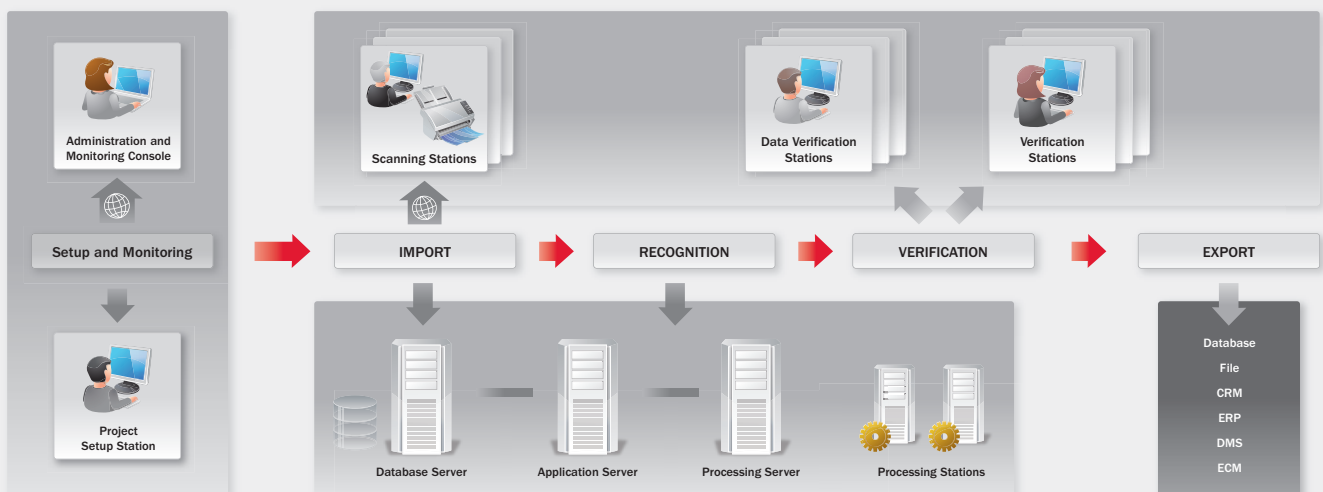 Administration and
Monitoring Console
Setup and Monitoring
Project
Setup Station
Scanning Stations
Data Verification
Stations
Verification
Stations
IMPORT
RECOGNITION
VERIFICATION
EXPORT
Database Server
Application Server
Processing Server
Processing Stations
Database
File
CRM
ERP
DMS
ECM